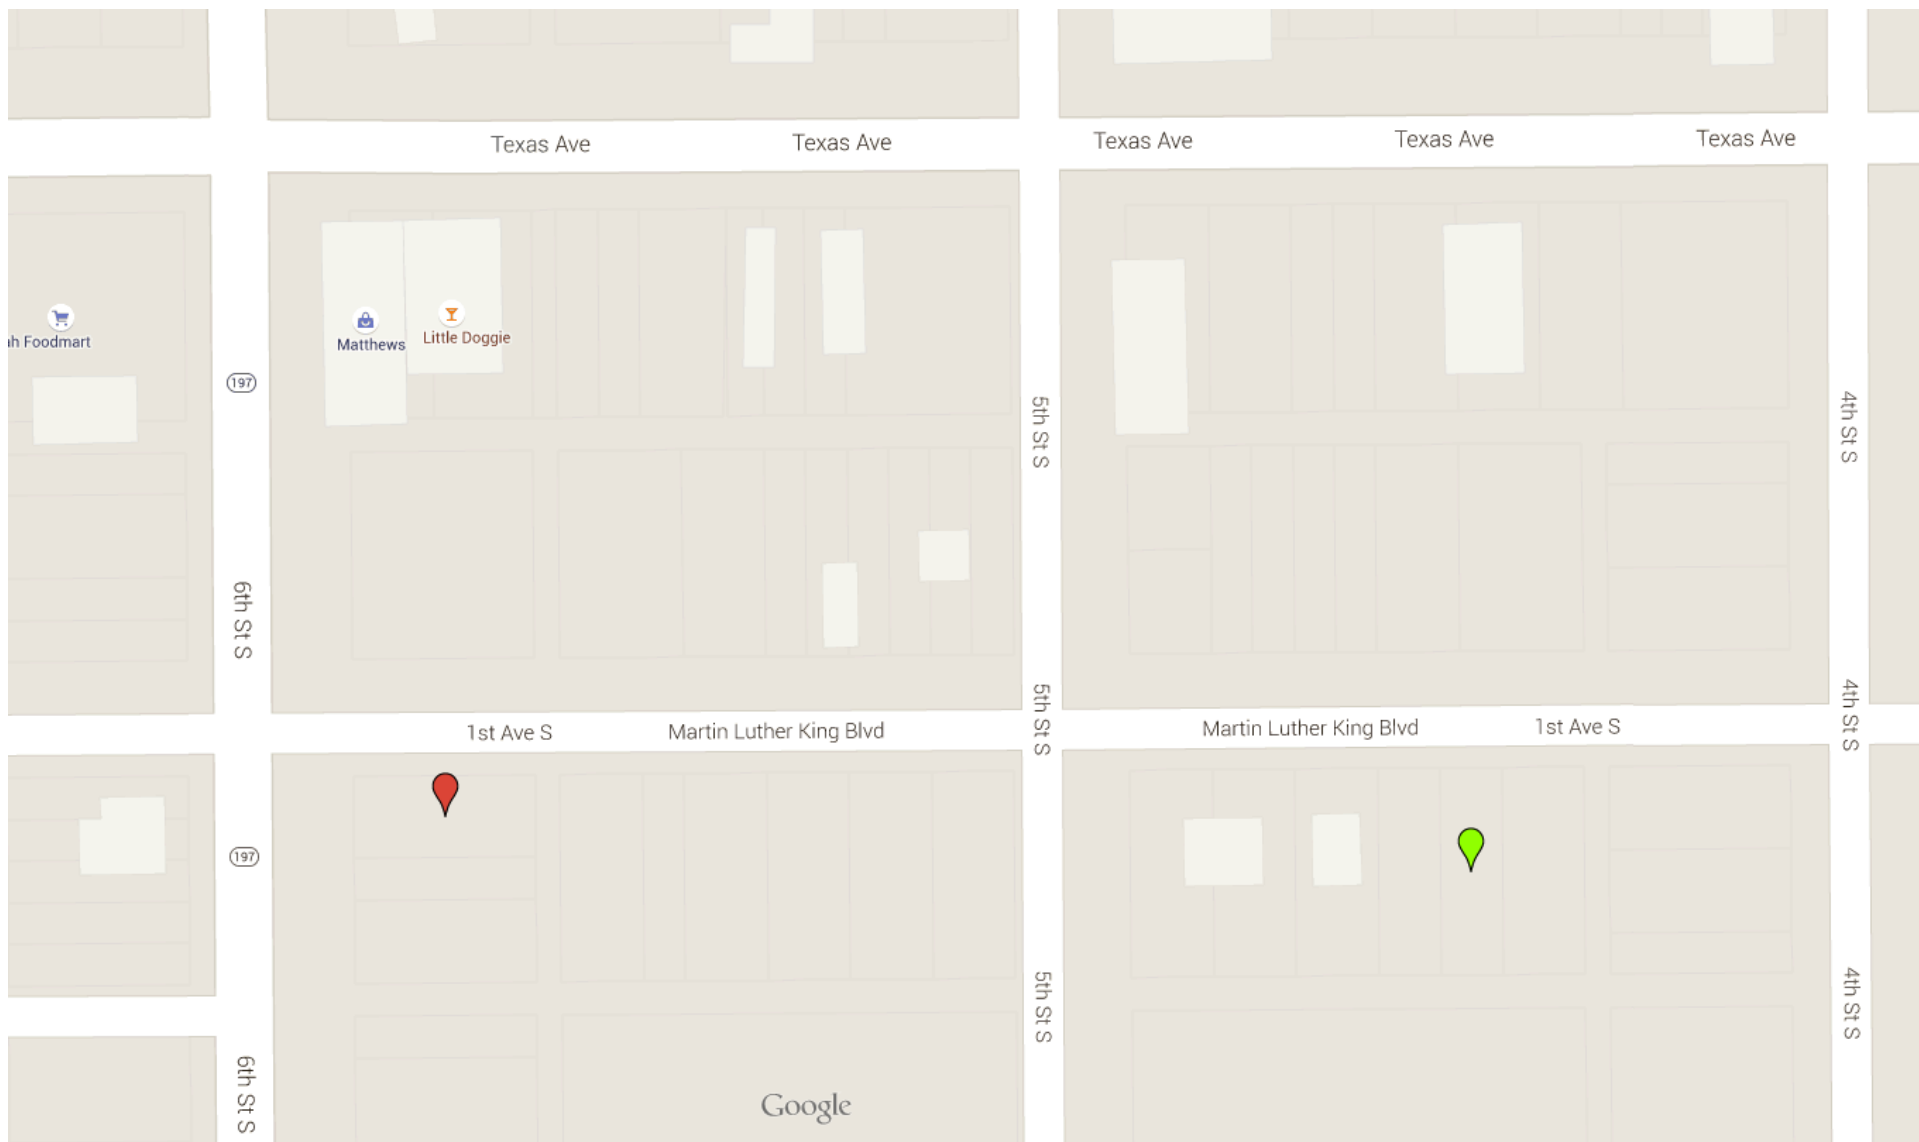 Texas Ave
Texas Ave
Texas Ave
Texas Ave
Texas Ave
ah Foodmart
Matthews
Little Doggie
197
5th St S
4th St S
6th St S
5th St S
4th St S
1st Ave S
Martin Luther King Blvd
Martin Luther King Blvd
1st Ave S
197
5th St S
4th St S
6th St S
Google